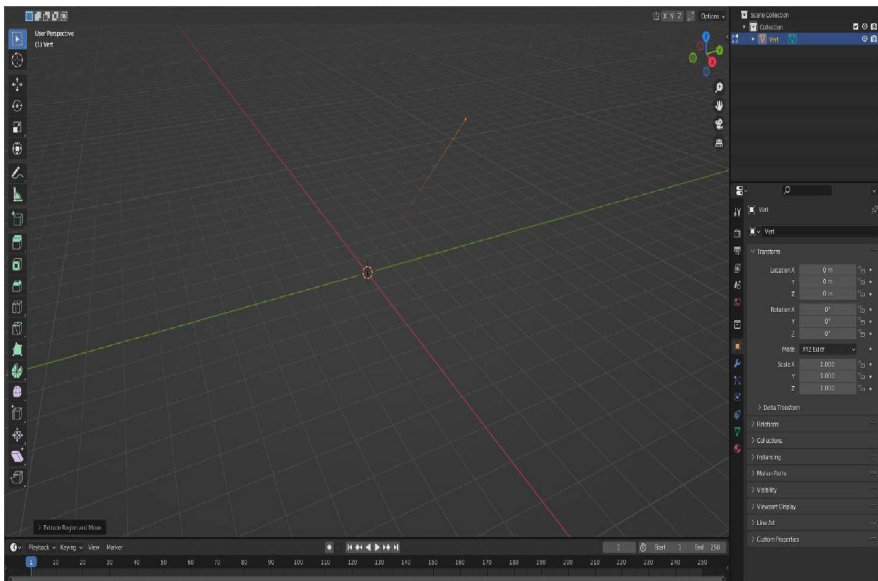 X Y Z
Options
User Perspective
(1) Vert
Z
Extrude Region and Move
Scene Collection
Collection
Vert
Vert
Vert
Transform
Location X 0 m
Y 0 m
Z 0 m
Rotation X 0°
Y 0°
Z 0°
Mode XYZ Euler
Scale X 1.000
Y 1.000
Z 1.000
Delta Transform
Relations
Collections
Instancing
Motion Paths
Visibility
Viewport Display
Line Art
Custom Properties
Playback Keying View Marker
1 Start 1 End 250
1 10 20 30 40 50 60 70 80 90 100 110 120 130 140 150 160 170 180 190 200 210 220 230 240 250